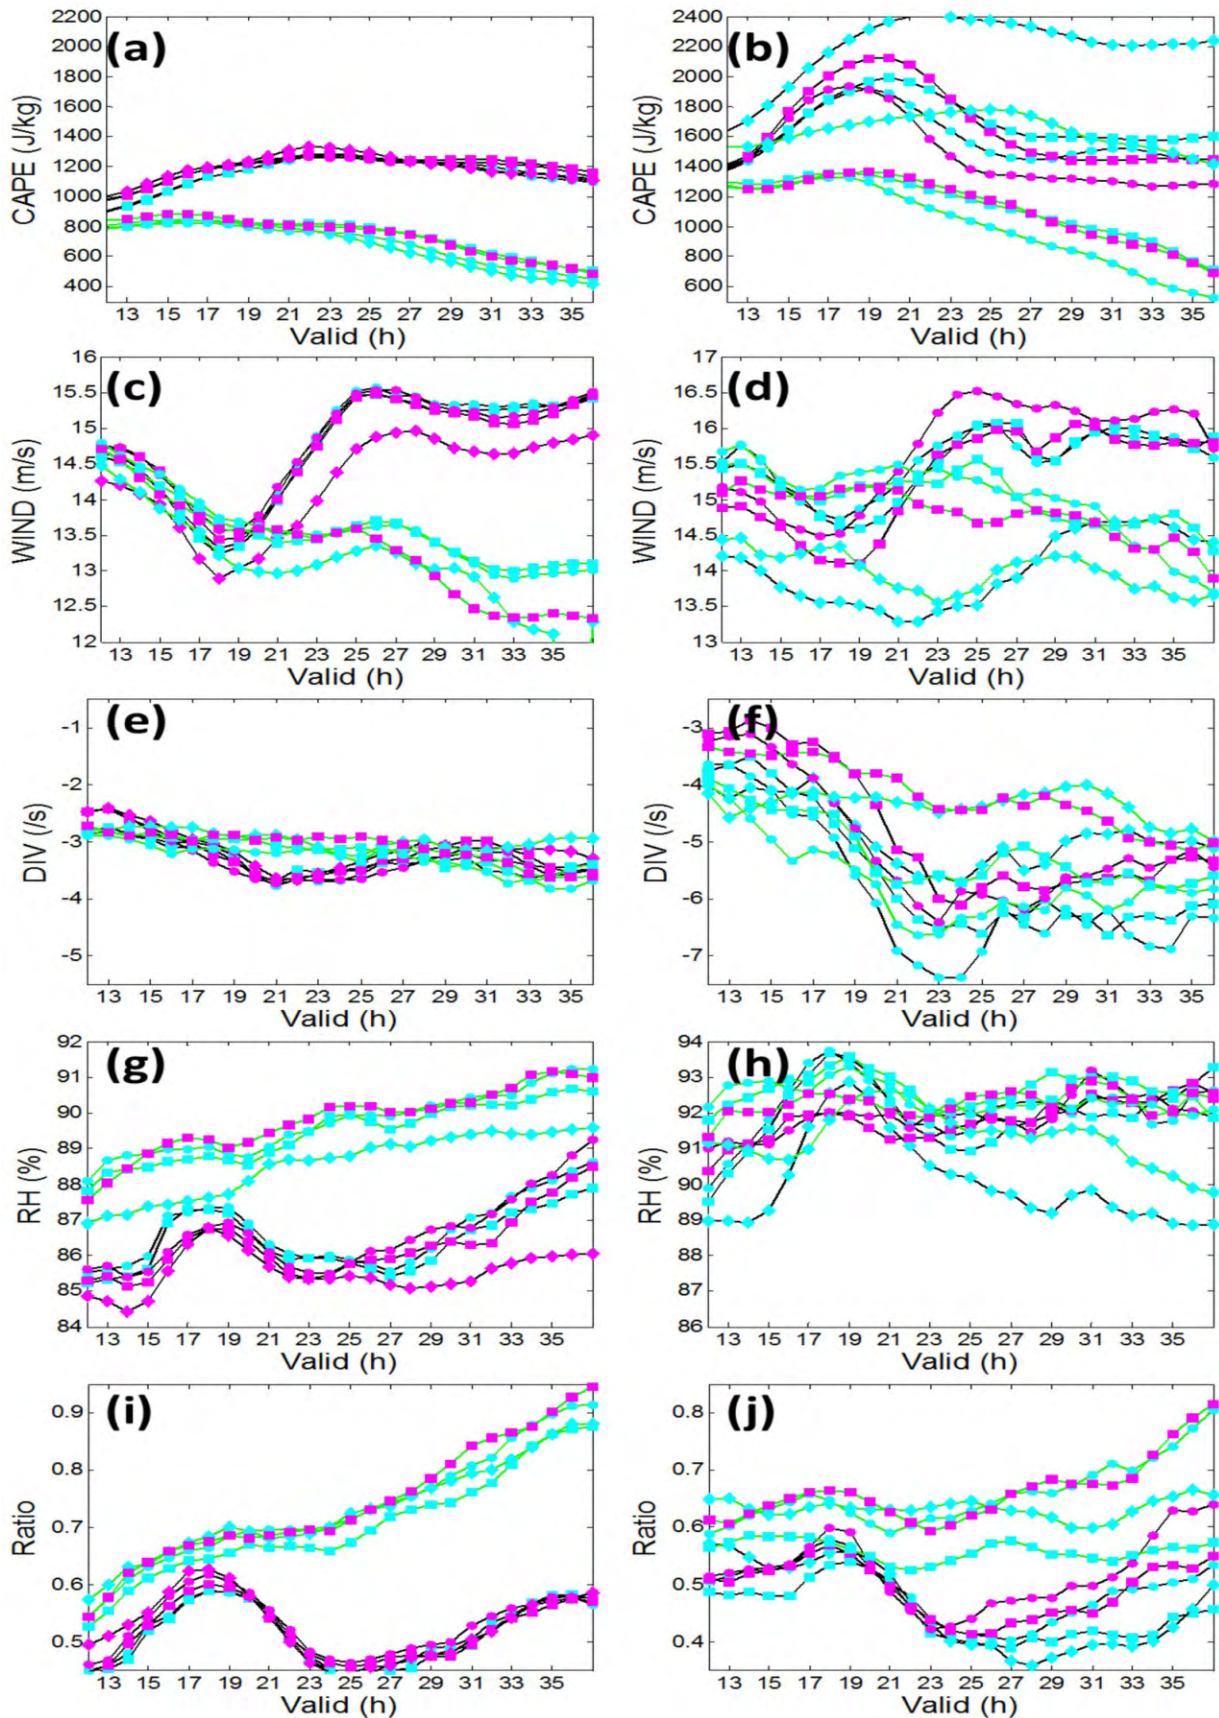 (a) (b)
CAPE (J/kg) 2200 2000 1800 1600 1400 1200 1000 800 600 400
CAPE (J/kg) 2400 2200 2000 1800 1600 1400 1200 1000 800 600
13 15 17 19 21 23 25 27 29 31 33 35
13 15 17 19 21 23 25 27 29 31 33 35
Valid (h) Valid (h)
(c) (d)
WIND (m/s) 16 15.5 15 14.5 14 13.5 13 12.5 12
WIND (m/s) 17 16.5 16 15.5 15 14.5 14 13.5 13
13 15 17 19 21 23 25 27 29 31 33 35
13 15 17 19 21 23 25 27 29 31 33 35
Valid (h) Valid (h)
(e) (f)
DIV (/s) -1 -2 -3 -4 -5
DIV (/s) -3 -4 -5 -6 -7
13 15 17 19 21 23 25 27 29 31 33 35
13 15 17 19 21 23 25 27 29 31 33 35
Valid (h) Valid (h)
(g) (h)
RH (%) 92 91 90 89 88 87 86 85 84
RH (%) 94 93 92 91 90 89 88 86
13 15 17 19 21 23 25 27 29 31 33 35
13 15 17 19 21 23 25 27 29 31 33 35
Valid (h) Valid (h)
(i) (j)
Ratio 0.9 0.8 0.7 0.6 0.5
Ratio 0.8 0.7 0.6 0.5 0.4
13 15 17 19 21 23 25 27 29 31 33 35
13 15 17 19 21 23 25 27 29 31 33 35
Valid (h) Valid (h)